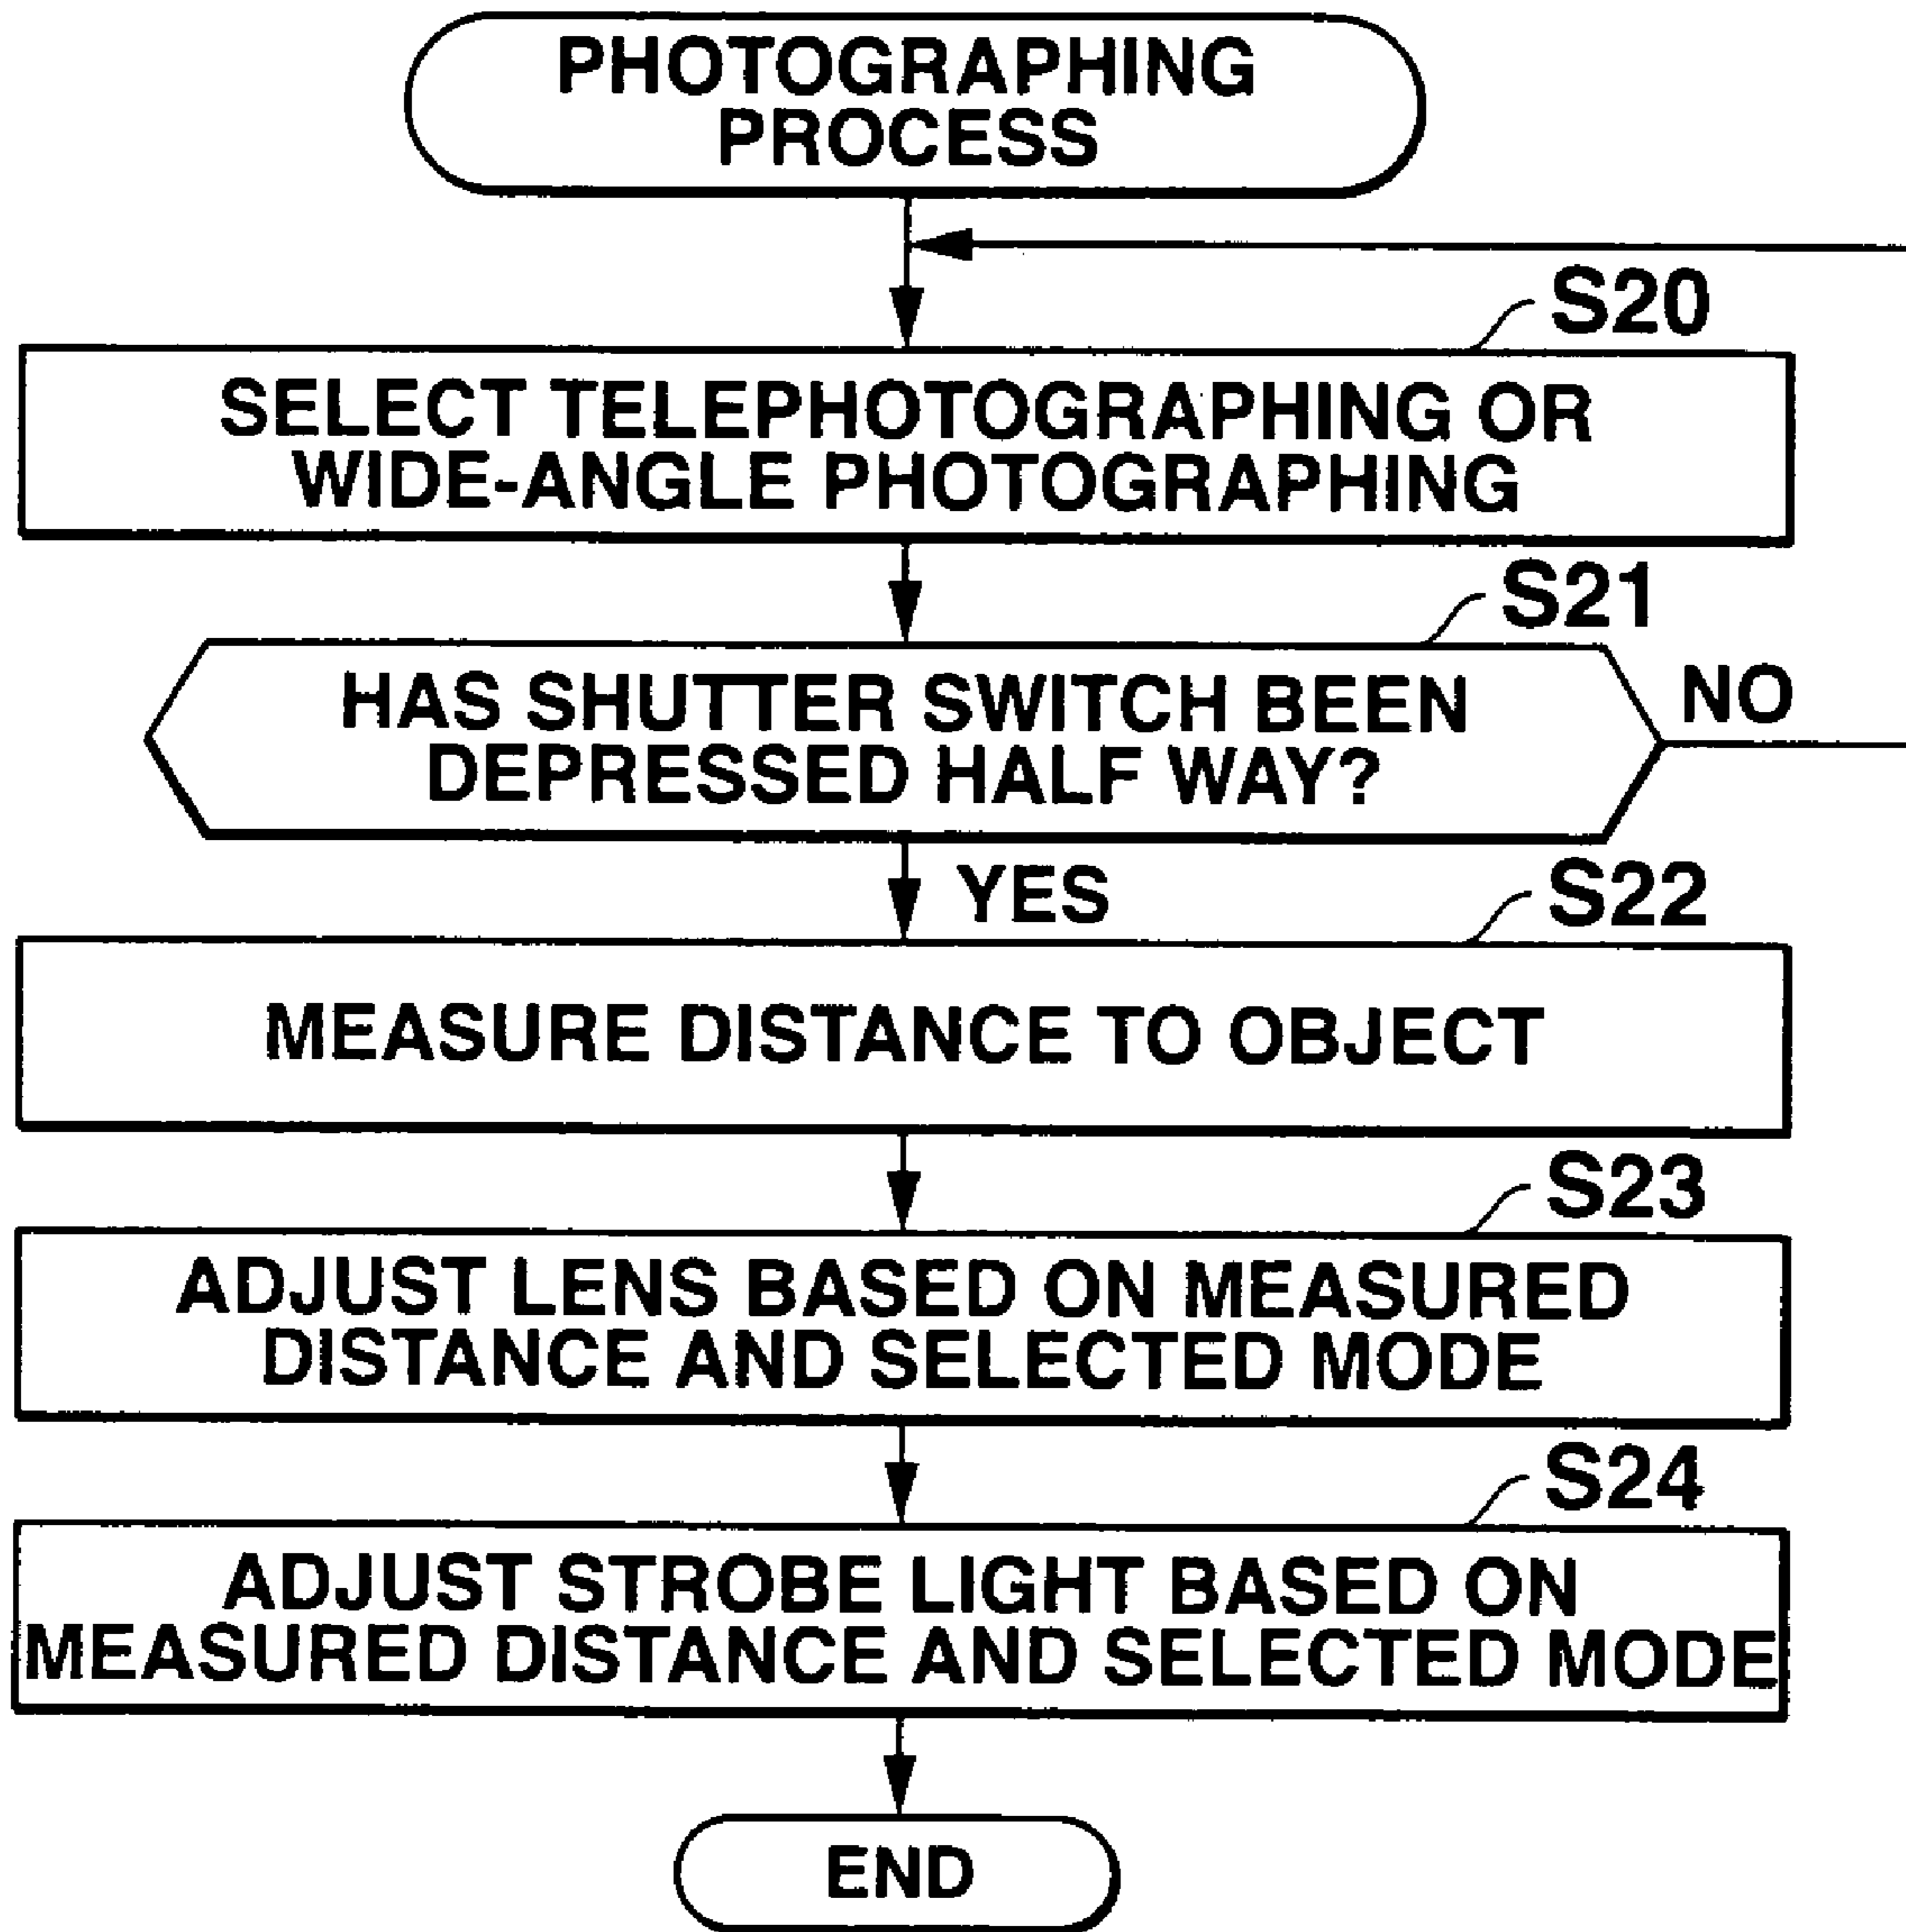 PHOTOGRAPHING
PROCESS
S20
SELECT TELEPHOTOGRAPHING OR
WIDE-ANGLE PHOTOGRAPHING
S21
HAS SHUTTER SWITCH BEEN
DEPRESSED HALF WAY?
NO
YES
S22
MEASURE DISTANCE TO OBJECT
S23
ADJUST LENS BASED ON MEASURED
DISTANCE AND SELECTED MODE
S24
ADJUST STROBE LIGHT BASED ON
MEASURED DISTANCE AND SELECTED MODE
END